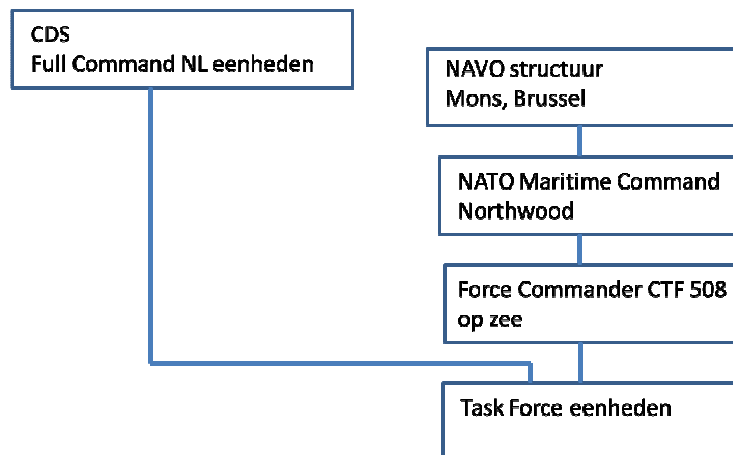 CDS
Full Command NL eenheden
NAVO structuur
Mons, Brussel
NATO Maritime Command
Northwood
Force Commander CTF 508
op zee
Task Force eenheden